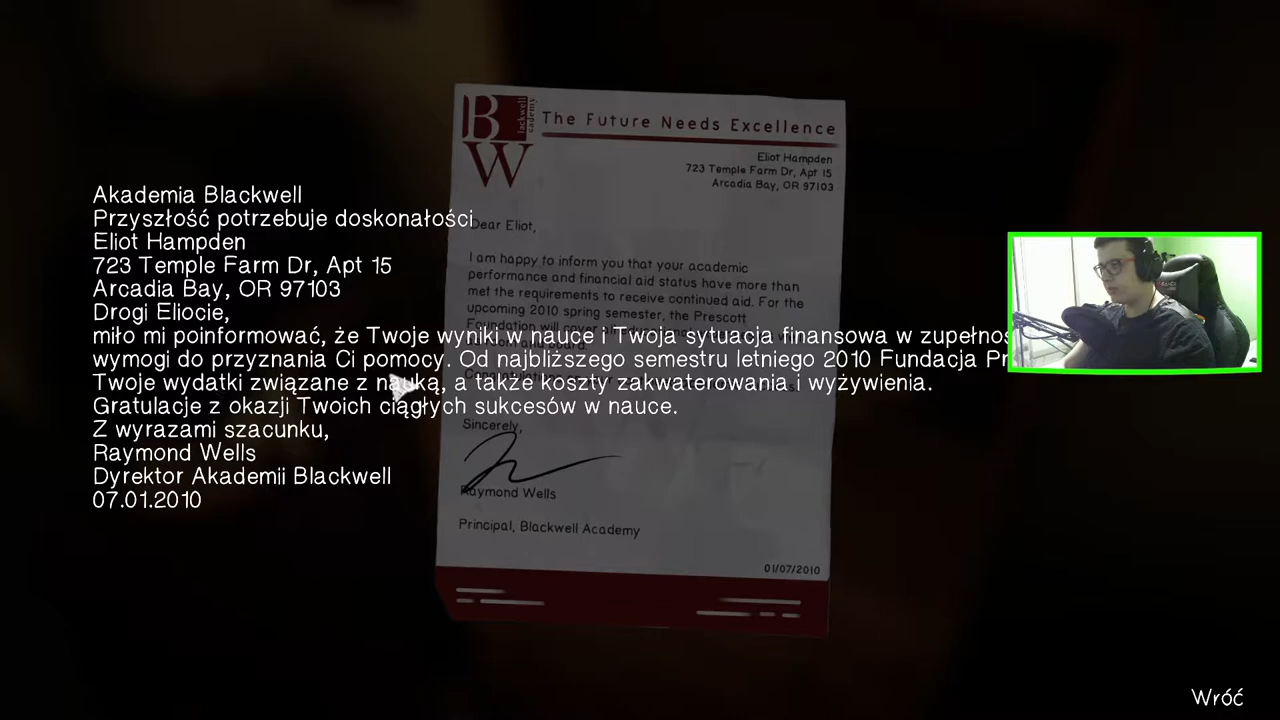 Akademia Blackwell
Przyszłość potrzebuje doskonałości
Eliot Hampden
723 Temple Farm Dr, Apt 15
Arcadia Bay, OR 97103
Drogi Eliocie,
miło mi poinformować, że Twoje wyniki w nauce i Twoja sytuacja finansowa w
wymogi do przyznania Ci pomocy. Od najbliższego semestru letniego 2010 Fundacja
Twoje wydatki związane z nauką, a także koszty zakwaterowania i wyżywienia.
Gratulacje z okazji Twoich ciągłych sukcesów w nauce.
Z wyrazami szacunku,
Raymond Wells
Dyrektor Akademii Blackwell
07.01.2010
BW
lackwell
cademy
The Future Needs Excellence
Eliot Hampden
723 Temple Farm Dr, Apt 15
Arcadia Bay, OR 97103
Dear Eliot,
I am happy to inform you that your academic
performance and financial aid status have more than
met the requirements to receive continued aid. For the
upcoming 2010 spring semester, the Prescott
Foundation will cover
Sincerely,
Raymond Wells
Principal, Blackwell Academy
01/07/2010
Wróć